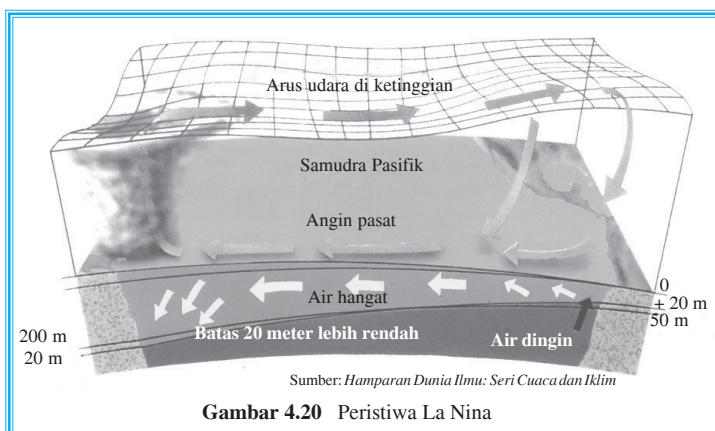 Arus udara di ketinggian
Samudra Pasifik
Angin pasat
0
± 20 m
50 m
Air hangat
Batas 20 meter lebih rendah
Air dingin
200 m
20 m
Sumber: Hamparan Dunia Ilmu: Seri Cuaca dan Iklim
Gambar 4.20 Peristiwa La Nina